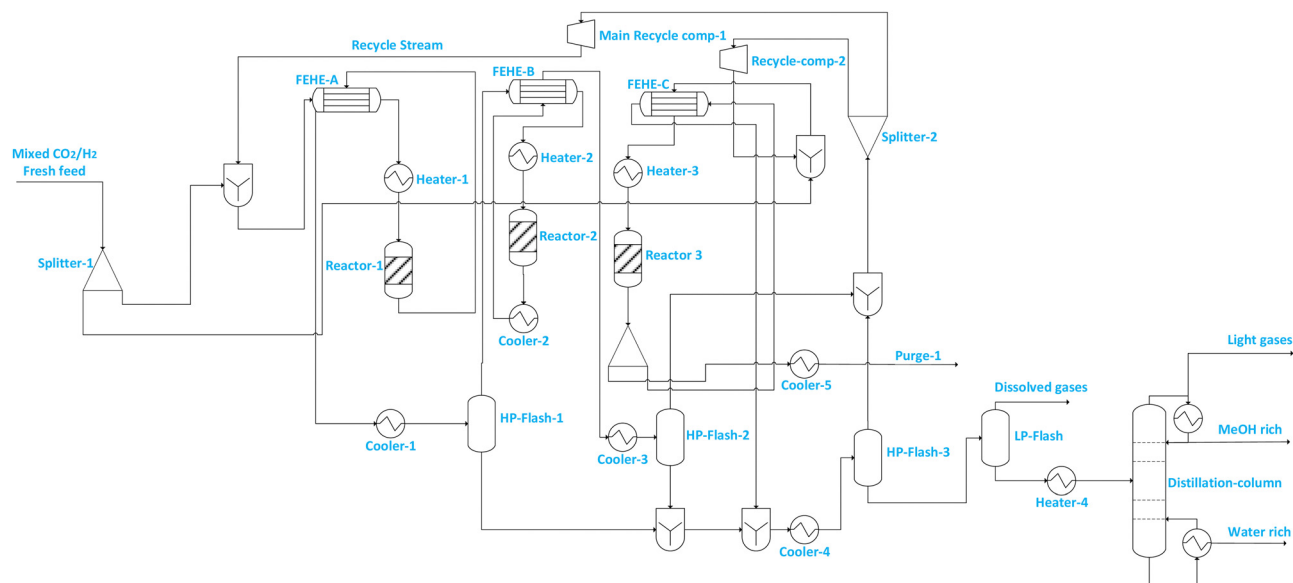 Main Recycle comp-1
Recycle Stream
Recycle-comp-2
FEHE-A
FEHE-B
FEHE-C
Splitter-2
Mixed CO2/H2
Fresh feed
Heater-1
Heater-2
Heater-3
Splitter-1
Reactor-1
Reactor-2
Reactor 3
Cooler-2
Light gases
Cooler-5
Purge-1
Dissolved gases
HP-Flash-1
Cooler-1
HP-Flash-2
Cooler-3
HP-Flash-3
LP-Flash
MeOH rich
Distillation-column
Heater-4
Water rich
Cooler-4